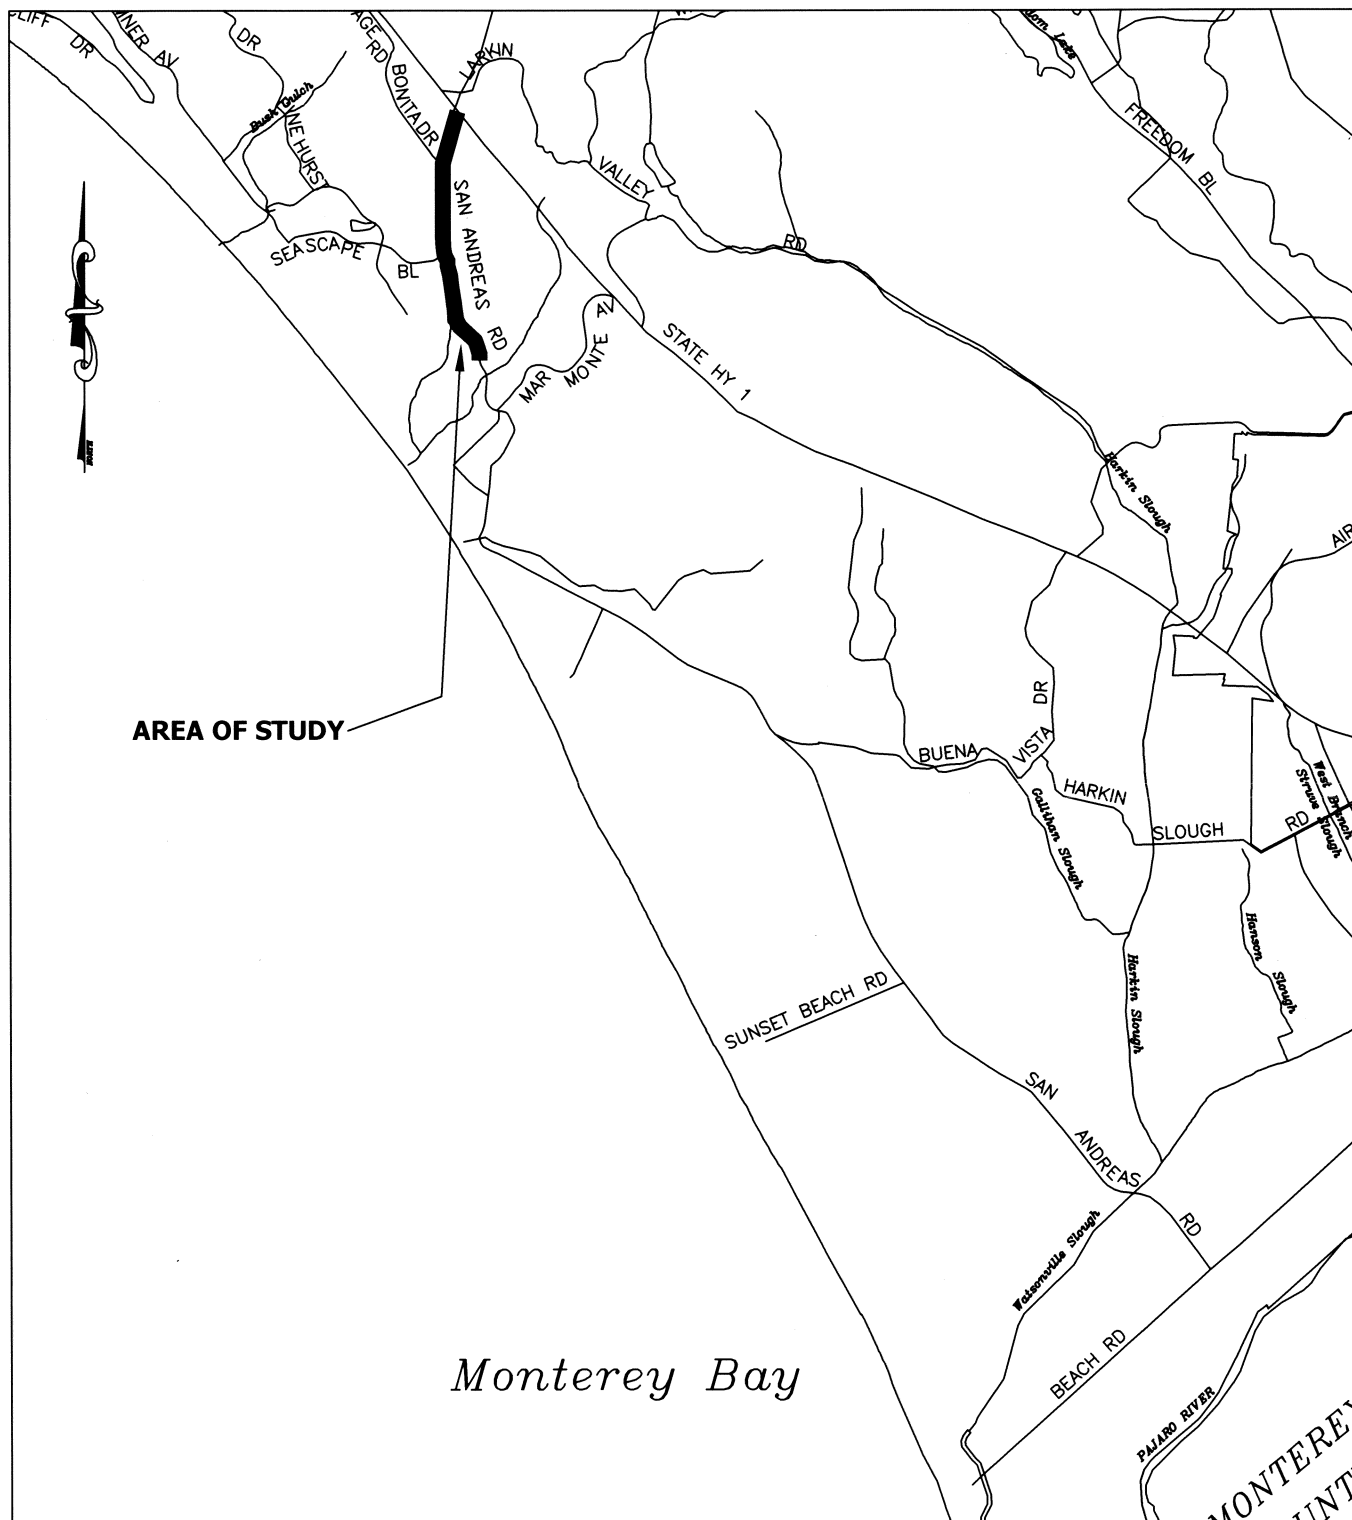 CLIFF
DR
AV
DR
RD
BONITA DR
LARKIN
Bush Gulch
VALLEY
RD
SAN ANDREAS
RD
SEASCAPE
BL
MAR
MONTE
AV
STATE HY 1
FREEDOM
BL
Harkin Slough
AIR
NORTH
AREA OF STUDY
BUENA
VISTA
DR
HARKIN
SLOUGH
RD
West Branch
Struve Slough
Gallihan Slough
Hanson
Slough
Harkin Slough
SUNSET BEACH RD
SAN
ANDREAS
RD
Watsonville Slough
BEACH RD
PAJARO RIVER
Monterey Bay
MONTEREY